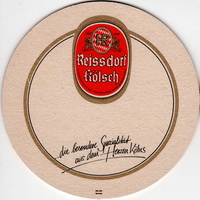 Reissdorf
Kölsch
die besondere Spezialität
aus dem Herzen Kölns